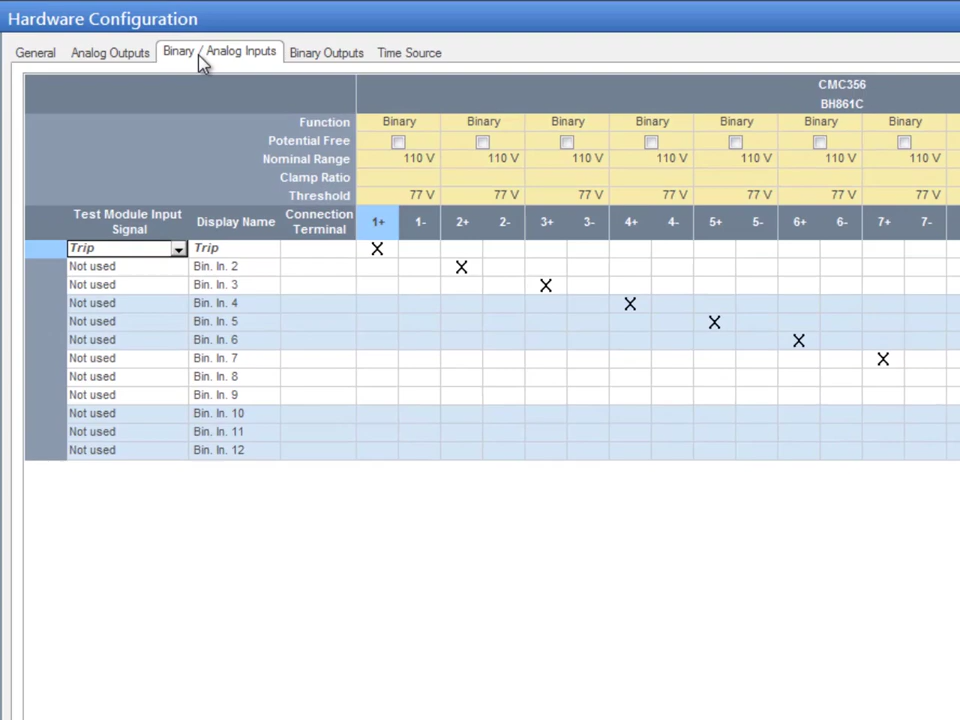 Hardware Configuration
General Analog Outputs Binary / Analog Inputs Binary Outputs Time Source
CMC356
BH861C
Function Binary Binary Binary Binary Binary Binary Binary
Potential Free
Nominal Range 110 V 110 V 110 V 110 V 110 V 110 V 110 V
Clamp Ratio
Threshold 77 V 77 V 77 V 77 V 77 V 77 V 77 V
Test Module Input Signal Display Name Connection Terminal 1+ 1- 2+ 2- 3+ 3- 4+ 4- 5+ 5- 6+ 6- 7+ 7-
Trip Trip X
Not used Bin. In. 2 X
Not used Bin. In. 3 X
Not used Bin. In. 4 X
Not used Bin. In. 5 X
Not used Bin. In. 6 X
Not used Bin. In. 7 X
Not used Bin. In. 8
Not used Bin. In. 9
Not used Bin. In. 10
Not used Bin. In. 11
Not used Bin. In. 12